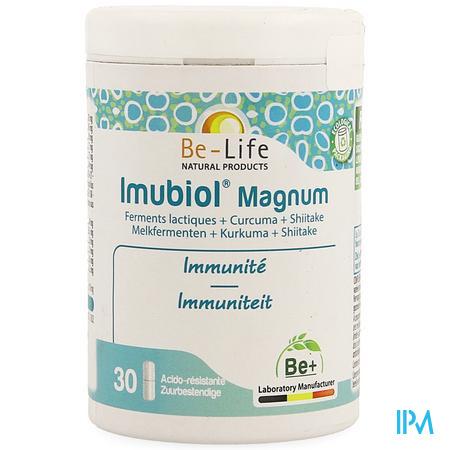 Be-Life
NATURAL PRODUCTS
Imubiol® Magnum
Ferments lactiques + Curcuma + Shiitake
Melkfermenten + Kurkuma + Shiitake
Immunité
Immuniteit
30 Acido-résistante
Zuurbestendige
Be+
Laboratory Manufacturer
IPM